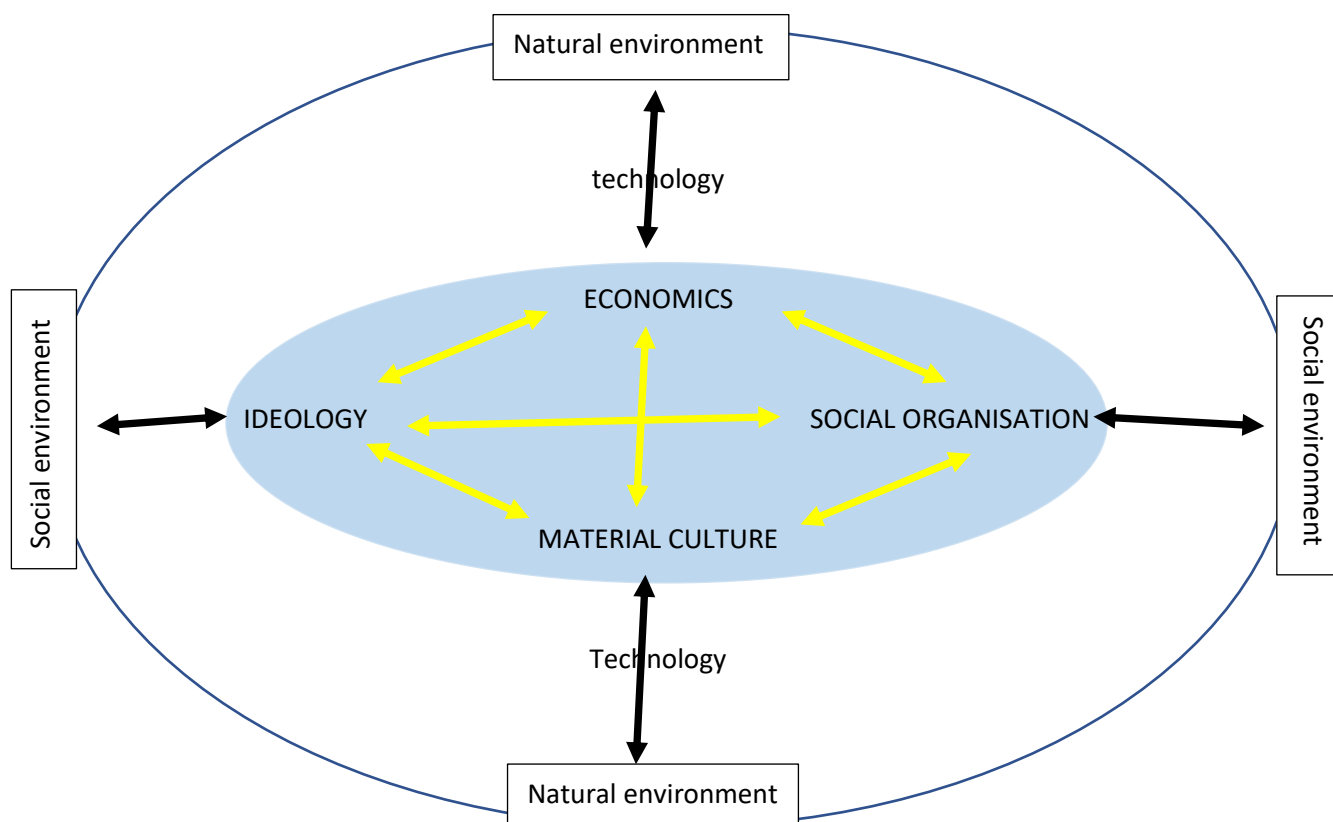 Natural environment
technology
ECONOMICS
Social environment
IDEOLOGY
SOCIAL ORGANISATION
Social environment
MATERIAL CULTURE
Technology
Natural environment